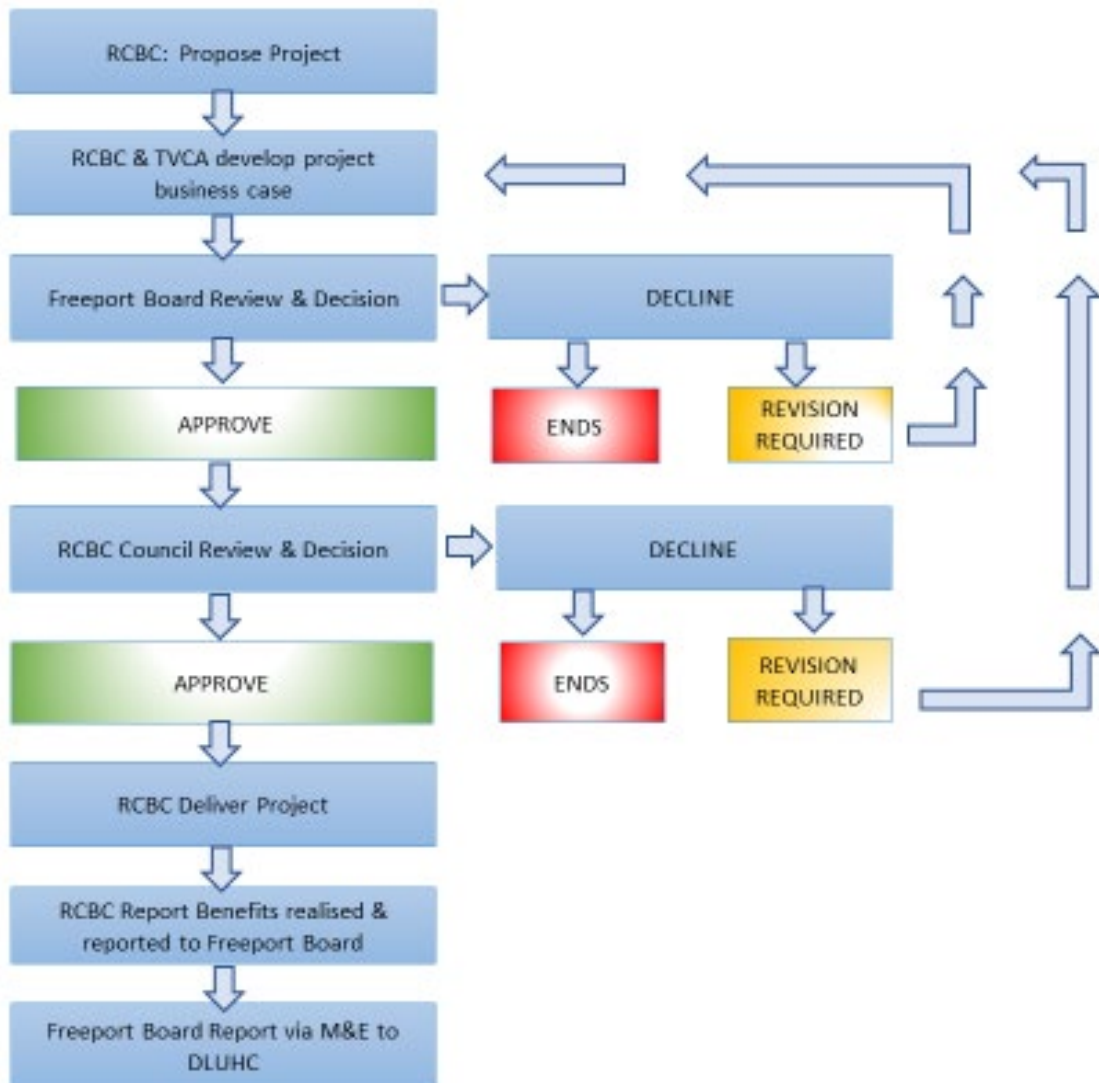 RCBC: Propose Project
RCBC & TVCA develop project
business case
Freeport Board Review & Decision
DECLINE
APPROVE
ENDS
REVISION
REQUIRED
RCBC Council Review & Decision
DECLINE
APPROVE
ENDS
REVISION
REQUIRED
RCBC Deliver Project
RCBC Report Benefits realised &
reported to Freeport Board
Freeport Board Report via M&E to
DLUHC